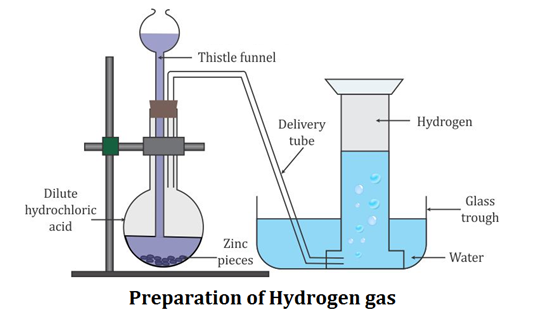 Thistle funnel
Delivery
tube
Hydrogen
Dilute
hydrochloric
acid
Glass
trough
Zinc
pieces
Water
Preparation of Hydrogen gas